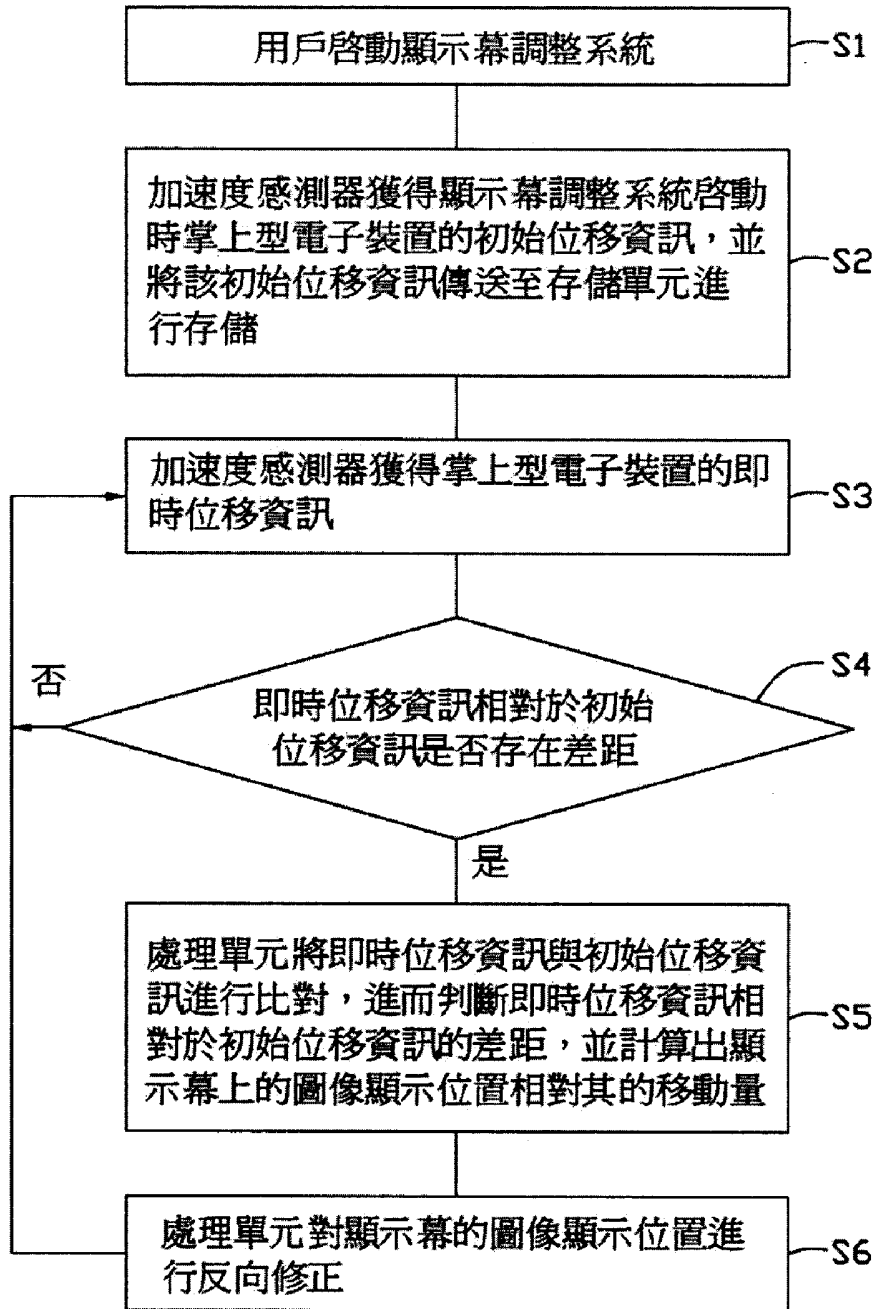 用戶啓動顯示幕調整系統
S1
加速度感測器獲得顯示幕調整系統啓動
時掌上型電子裝置的初始位移資訊，並
將該初始位移資訊傳送至存儲單元進
行存儲
S2
加速度感測器獲得掌上型電子裝置的即
時位移資訊
S3
否
即時位移資訊相對於初始
位移資訊是否存在差距
S4
是
處理單元將即時位移資訊與初始位移資
訊進行比對，進而判斷即時位移資訊相
對於初始位移資訊的差距，並計算出顯
示幕上的圖像顯示位置相對其的移動量
S5
處理單元對顯示幕的圖像顯示位置進
行反向修正
S6